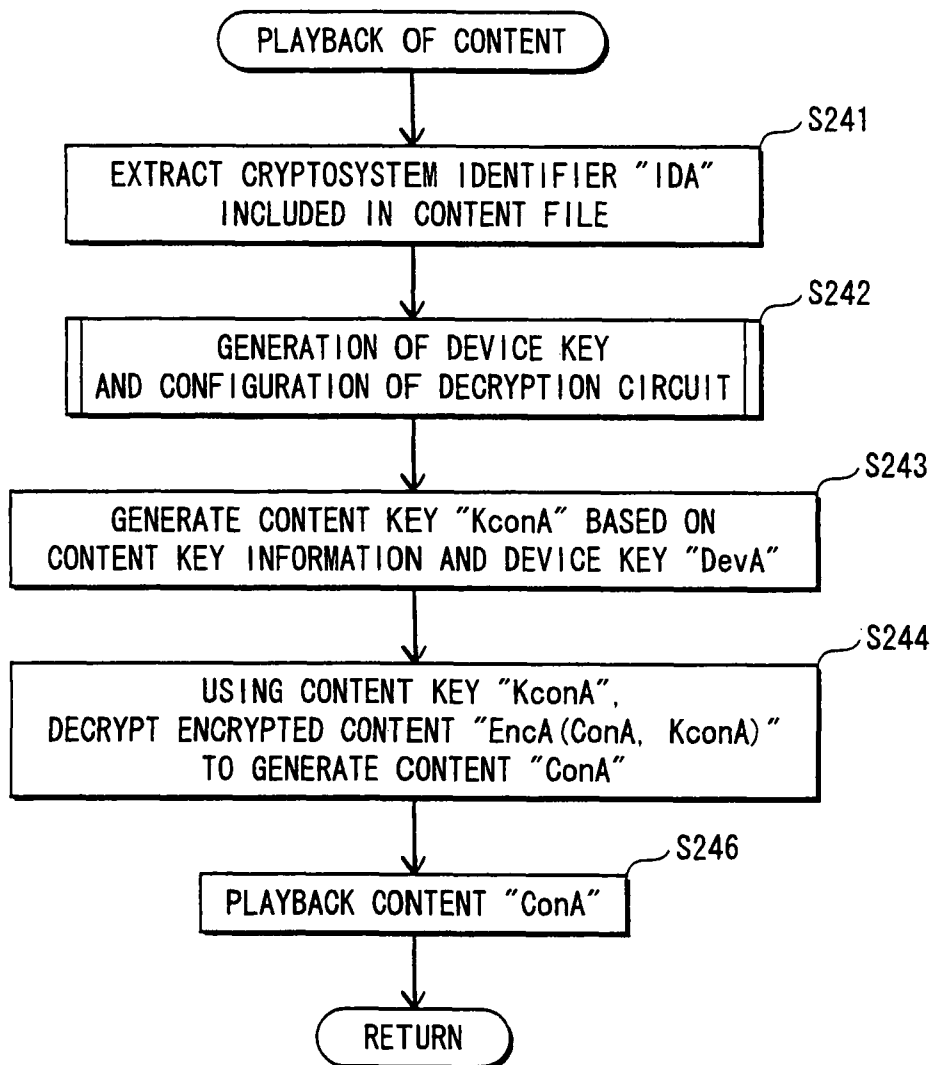 PLAYBACK OF CONTENT
S241
EXTRACT CRYPTOSYSTEM IDENTIFIER "IDA"
INCLUDED IN CONTENT FILE
S242
GENERATION OF DEVICE KEY
AND CONFIGURATION OF DECRYPTION CIRCUIT
S243
GENERATE CONTENT KEY "KconA" BASED ON
CONTENT KEY INFORMATION AND DEVICE KEY "DevA"
S244
USING CONTENT KEY "KconA",
DECRYPT ENCRYPTED CONTENT "EncA(ConA, KconA)"
TO GENERATE CONTENT "ConA"
S246
PLAYBACK CONTENT "ConA"
RETURN